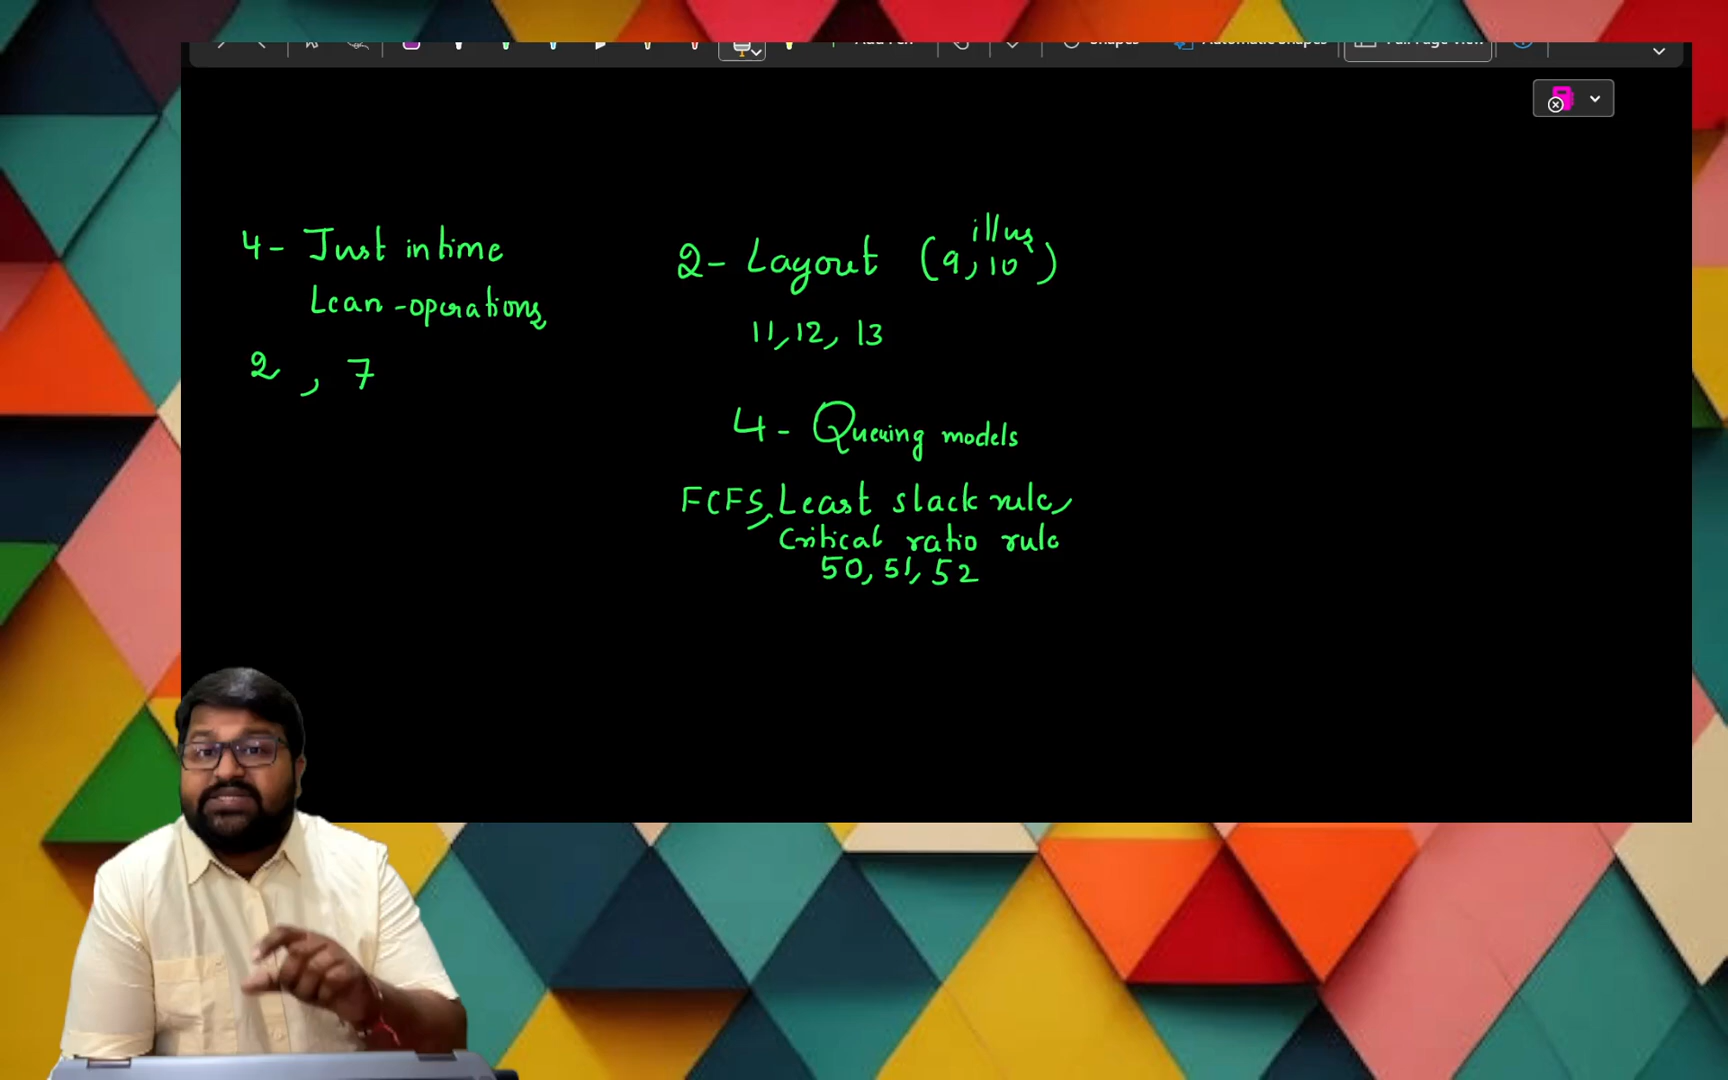 Shapes
4- Just in time
Lean-operations
2, 7
2- Layout (9, 10)
illus
11, 12, 13
4- Queuing models
FCFS, Least slack rule,
Critical ratio rule
50, 51, 52